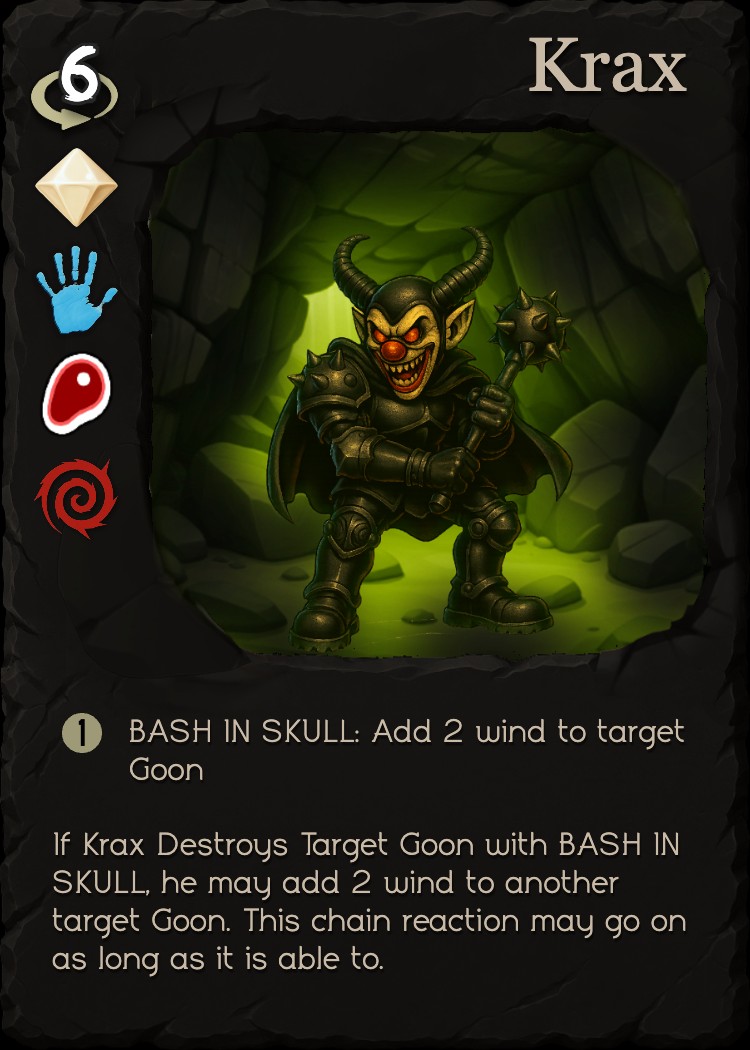 6
Krax
1 BASH IN SKULL: Add 2 wind to target
Goon
If Krax Destroys Target Goon with BASH IN
SKULL, he may add 2 wind to another
target Goon. This chain reaction may go on
as long as it is able to.